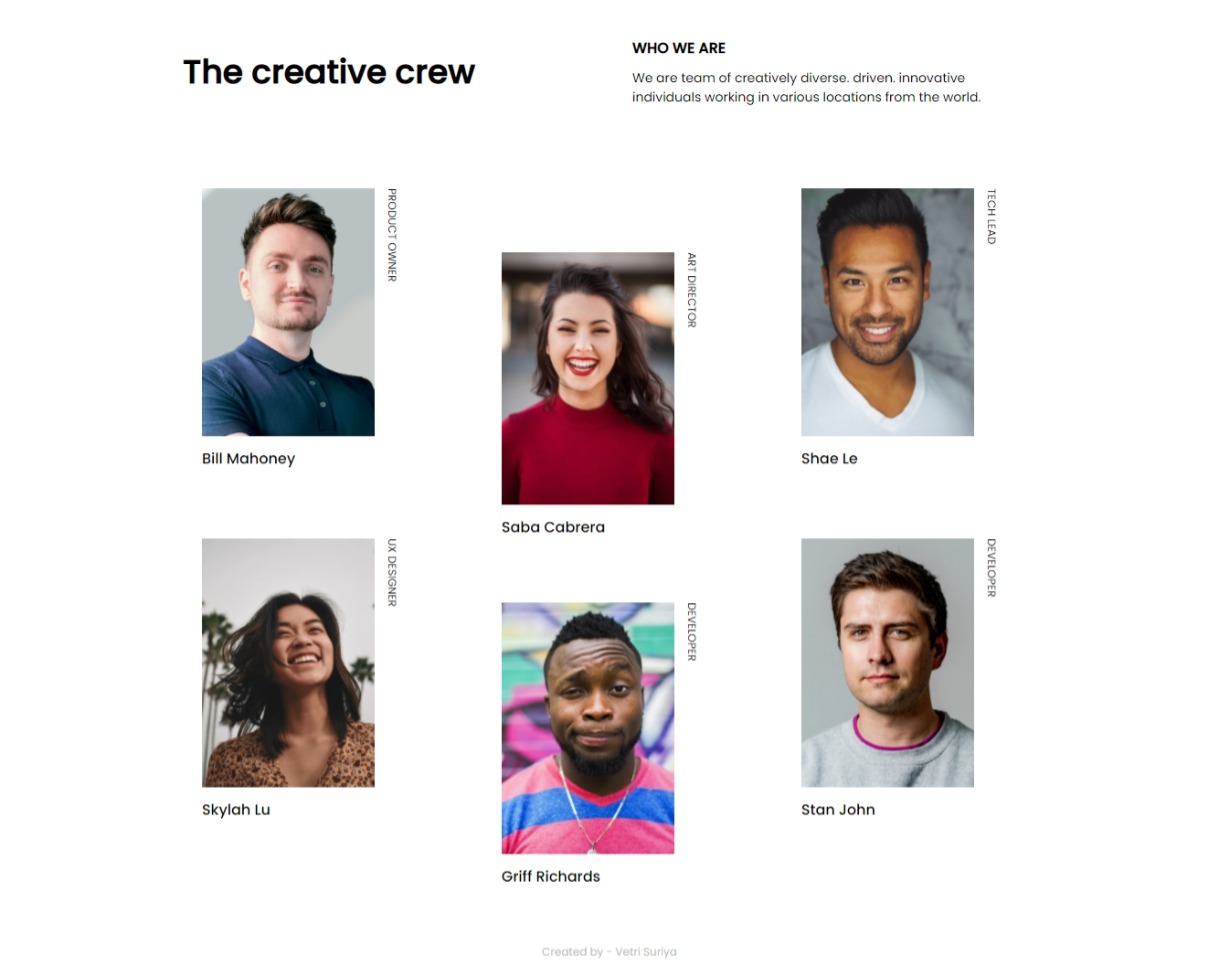 The creative crew
WHO WE ARE
We are team of creatively diverse. driven. innovative
individuals working in various locations from the world.
PRODUCT OWNER
Bill Mahoney
ART DIRECTOR
Saba Cabrera
TECH LEAD
Shae Le
UX DESIGNER
Skylah Lu
DEVELOPER
Griff Richards
DEVELOPER
Stan John
Created by - Vetri Suriya